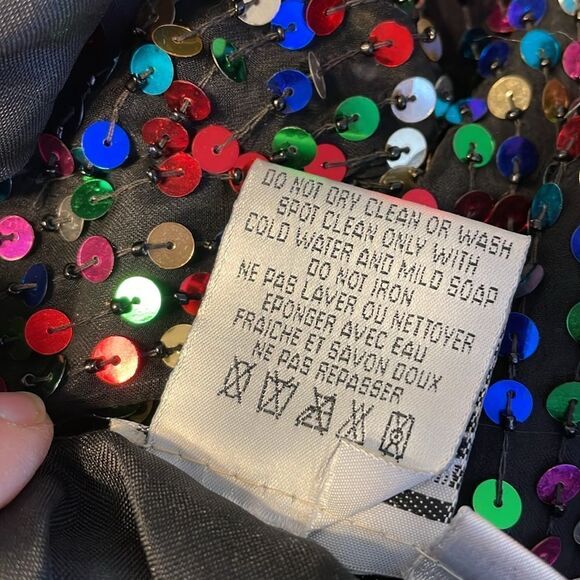 DO NOT DRY CLEAN OR WASH
SPOT CLEAN ONLY WITH
COLD WATER AND MILD SOAP
DO NOT IRON
NE PAS LAVER OU NETTOYER
EPONGER AVEC EAU
FRAICHE ET SAVON DOUX
NE PAS REPASSER